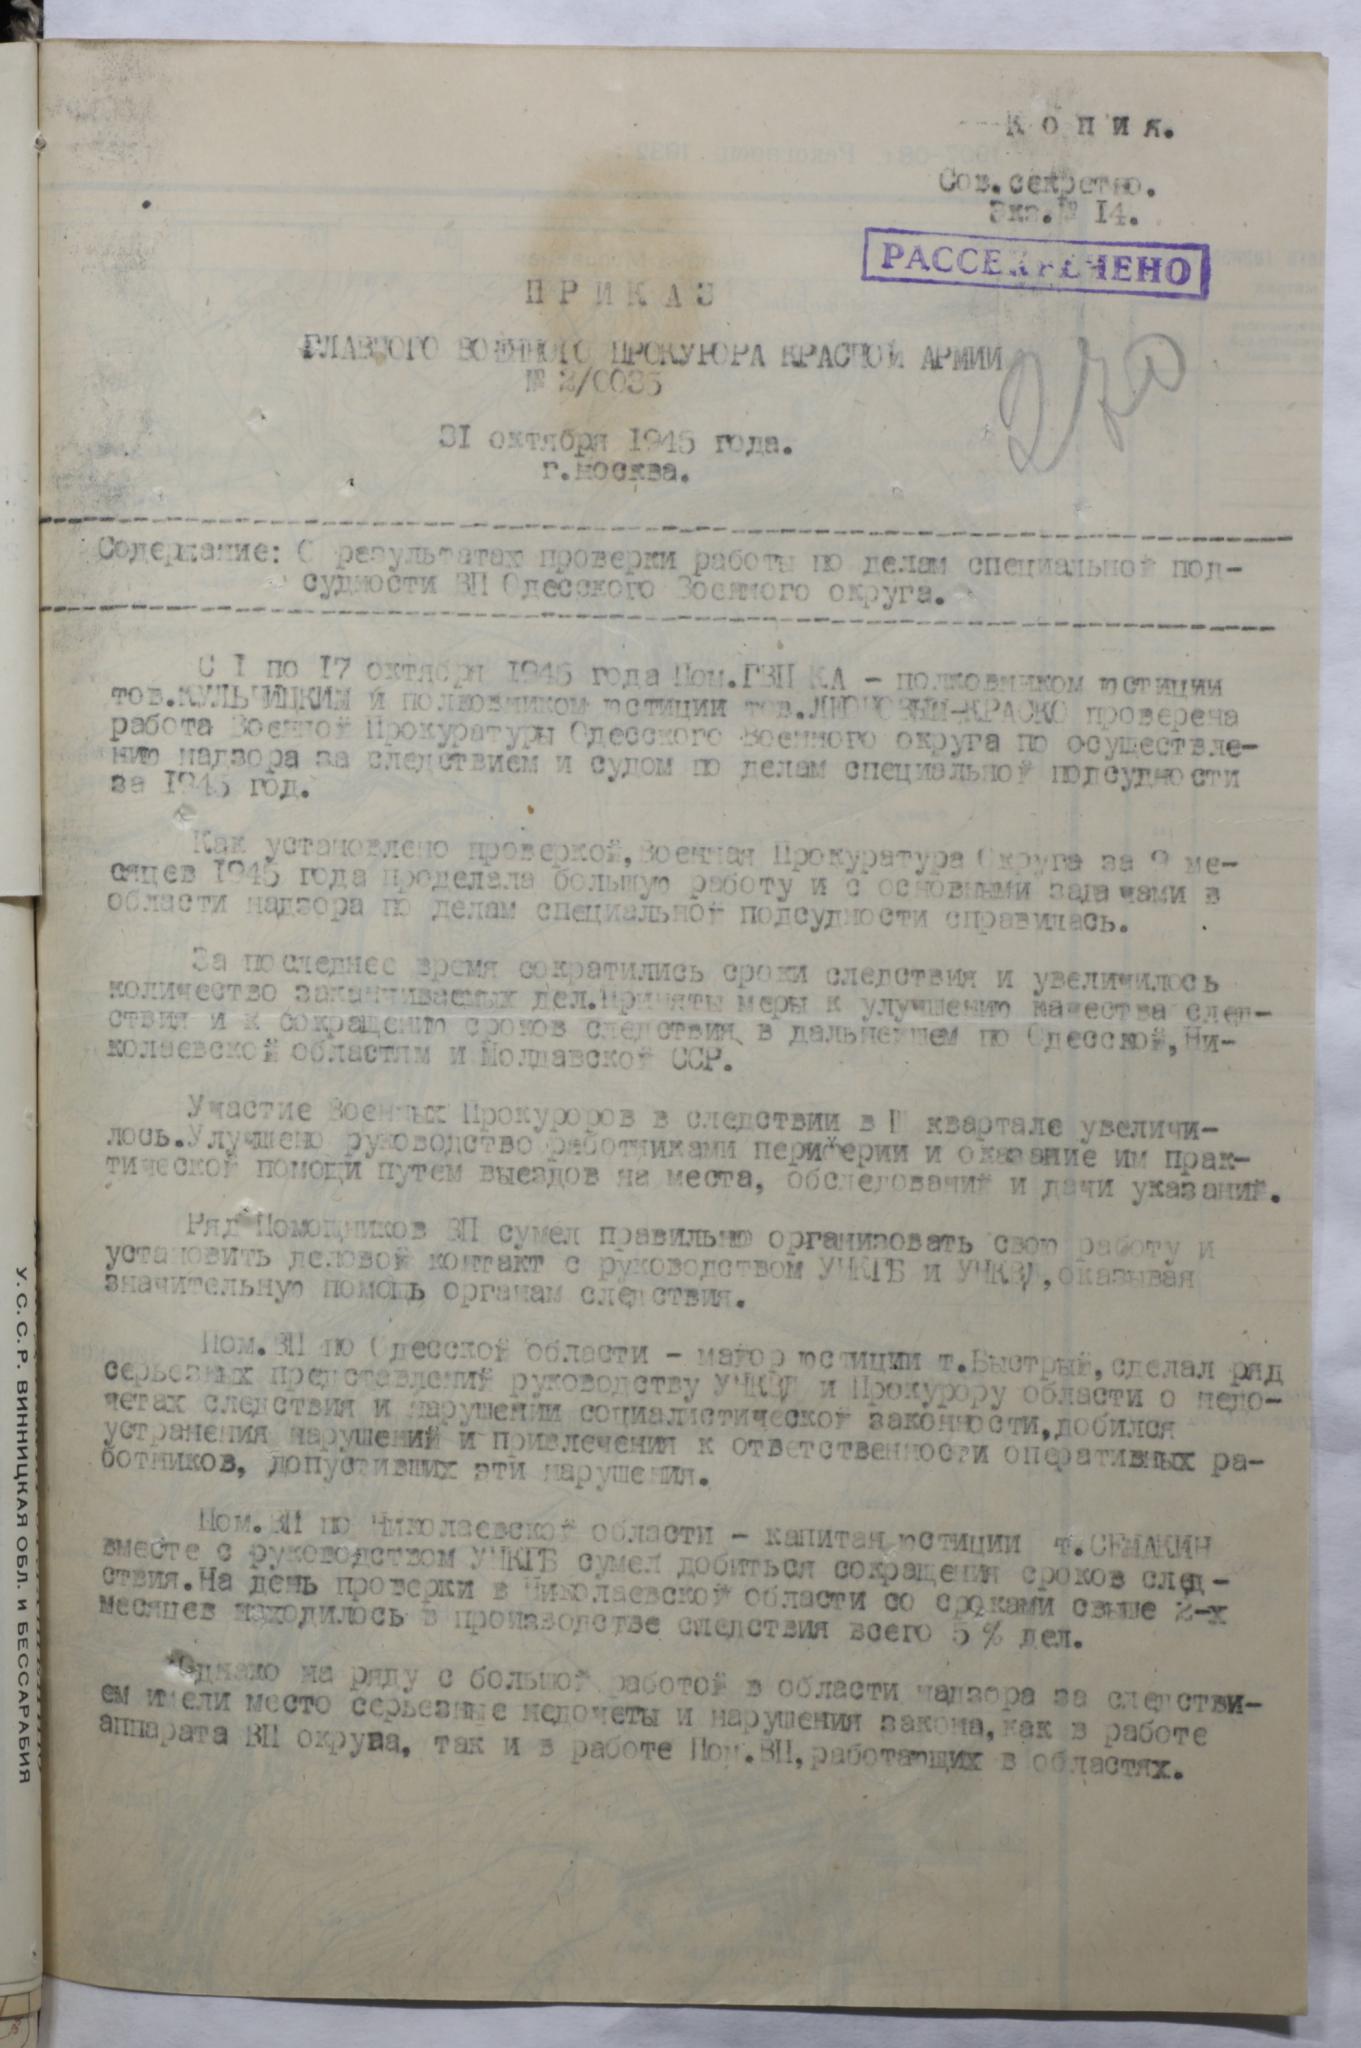 Копия.
Сов.секретно.
Экз.№ 14.
РАССЕКРЕЧЕНО
ПРИКАЗ
ГЛАВНОГО ВОЕННОГО ПРОКУРОРА КРАСНОЙ АРМИИ
№ 2/0035
270
31 октября 1945 года.
г.Москва.
Содержание: О результатах проверки работы по делам специальной под-
судности ВП Одесского Военного округа.
С 1 по 17 октября 1945 года Пом.ГВП КА - полковником юстиции
тов.КУЛЬЧИЦКИМ и полковником юстиции тов. проверена
работа Военной Прокуратуры Одесского Военного округа по осуществле-
нию надзора за следствием и судом по делам специальной подсудности
за 1945 год.
Как установлено проверкой, Военная Прокуратура Округа за 9 ме-
сяцев 1945 года проделала большую работу и с основными задачами в
области надзора по делам специальной подсудности справилась.
За последнее время сократились сроки следствия и увеличилось
количество заканчиваемых дел.Приняты меры к улучшению качества след-
ствия и к сокращению сроков следствия в дальнейшем по Одесской, Ни-
колаевской областям и Молдавской ССР.
Участие Военных Прокуроров в следствии в III квартале увеличи-
лось.Улучшено руководство работниками периферии и оказание им прак-
тической помощи путем выездов на места, обследований и дачи указаний.
Ряд Помощников ВП сумел правильно организовать свою работу и
установить деловой контакт с руководством УНКГБ и УНКВД, оказывая
значительную помощь органам следствия.
Пом.ВП по Одесской области - майор юстиции т.Быстрый, сделал ряд
серьезных представлений руководству УНКВД и Прокурору области о недо-
четах следствия и нарушении социалистической законности, добился
устранения нарушений и привлечения к ответственности оперативных ра-
ботников, допустивших эти нарушения.
Пом.ВП по Николаевской области - капитан юстиции т.СЕМАКИН
вместе с руководством УНКГБ сумел добиться сокращения сроков след-
ствия.На день проверки в Николаевской области со сроками свыше 2-х
месяцев находилось в производстве следствия всего 5% дел.
Однако на ряду с большой работой в области надзора за следстви-
ем имели место серьезные недочеты и нарушения закона, как в работе
аппарата ВП округа, так и в работе Пом.ВП, работающих в областях.
У.С.С.Р. ВИННИЦКАЯ ОБЛ. И БЕССАРАБИЯ